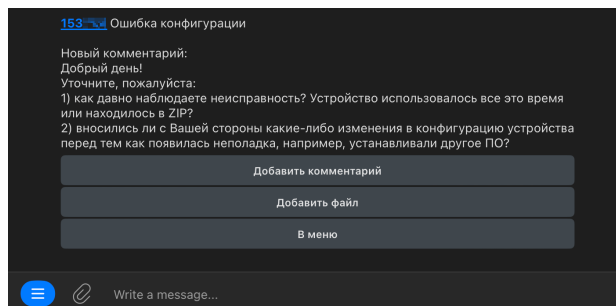 153 Ошибка конфигурации
Новый комментарий:
Добрый день!
Уточните, пожалуйста:
1) как давно наблюдаете неисправность? Устройство использовалось все это время
или находилось в ZIP?
2) вносились ли с Вашей стороны какие-либо изменения в конфигурацию устройства
перед тем как появилась неполадка, например, устанавливали другое ПО?
Добавить комментарий
Добавить файл
В меню
Write a message...